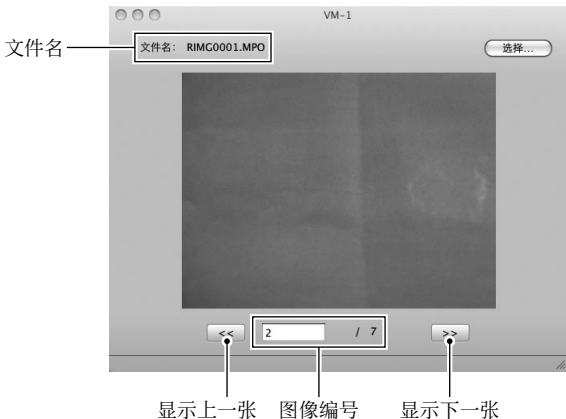 VM-1
文件名
文件名： RIMG0001.MPO
选择...
<< 2 / 7 >>
显示上一张 图像编号 显示下一张